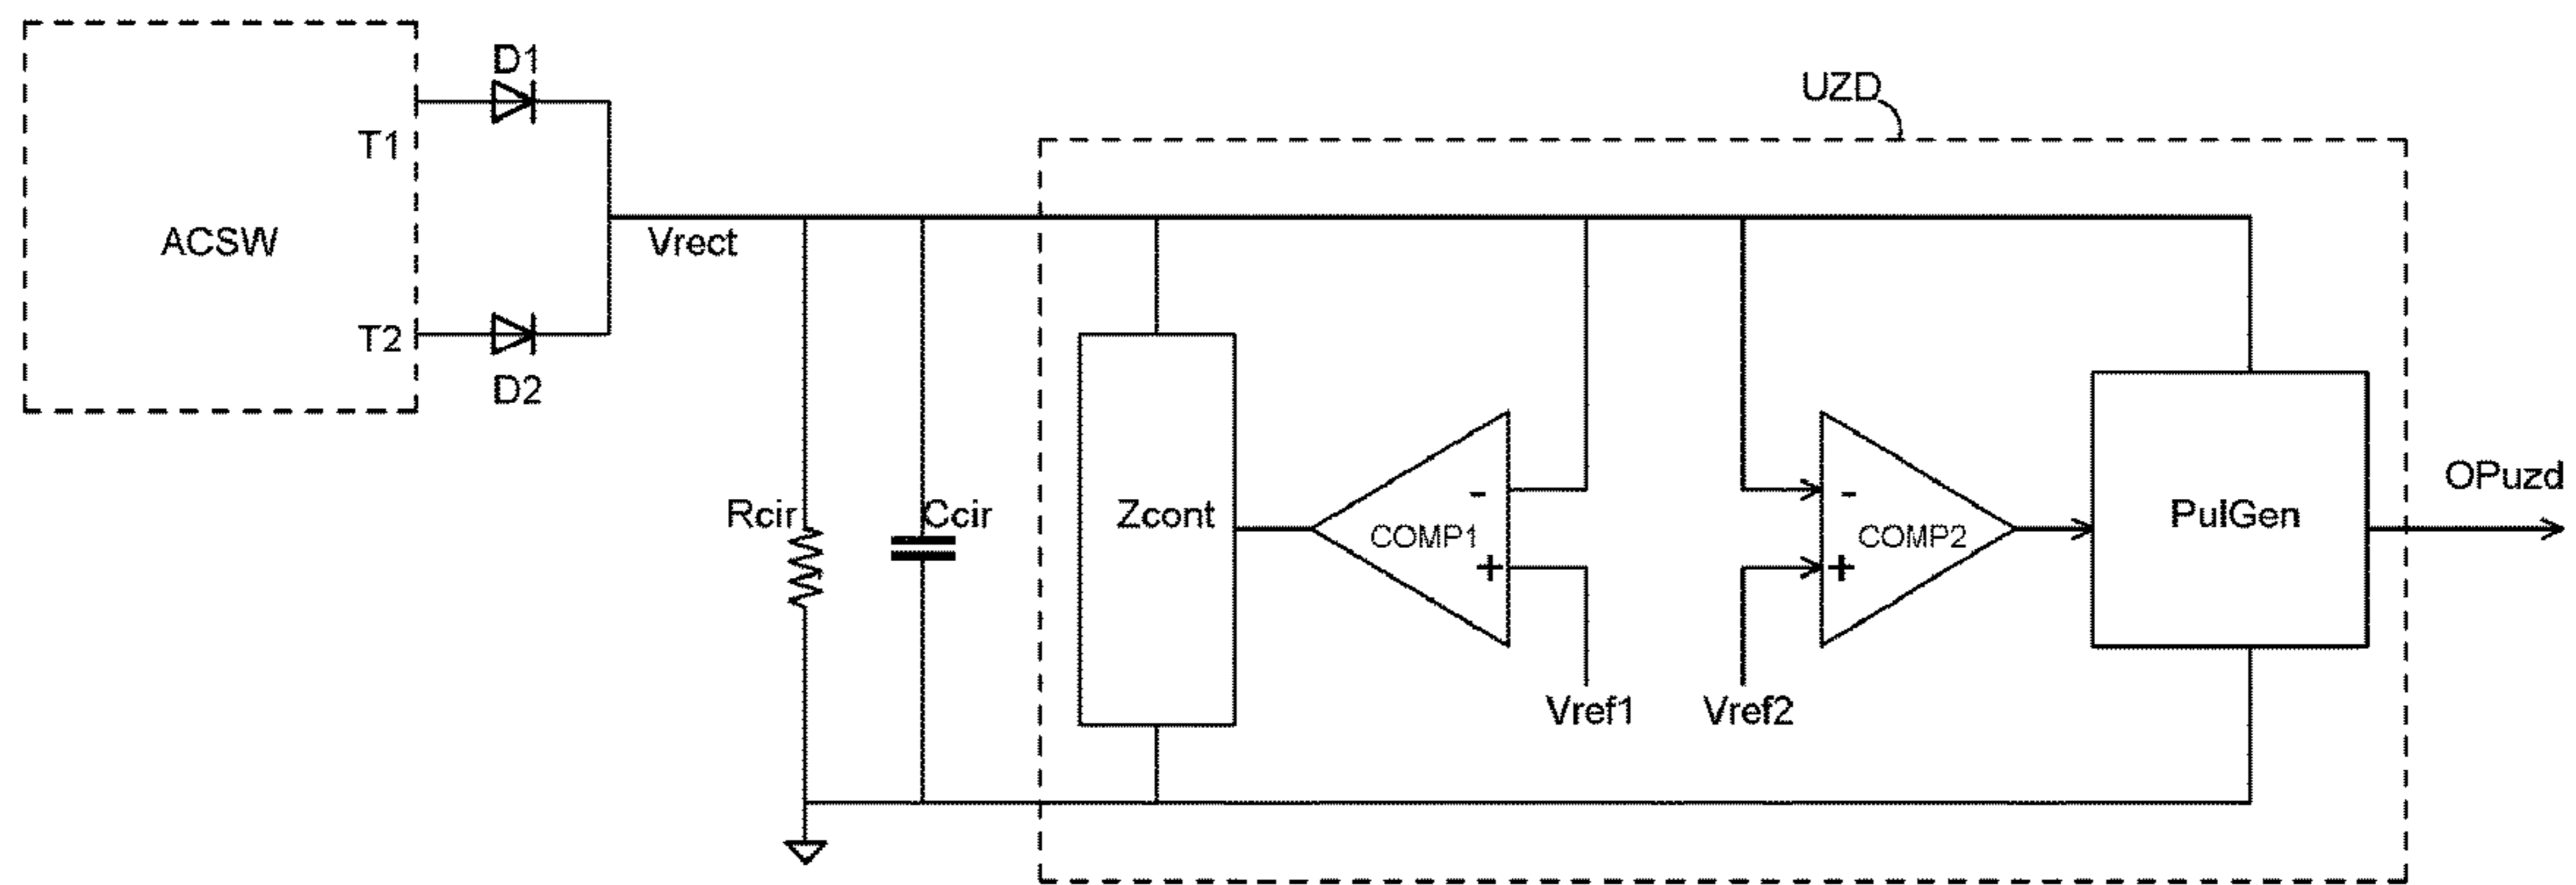 D1
UZD
T1
ACSW
Vrect
T2
D2
OPuzd
Rcir
Ccir
Zcont
-
COMP1
+
-
COMP2
+
PulGen
Vref1
Vref2